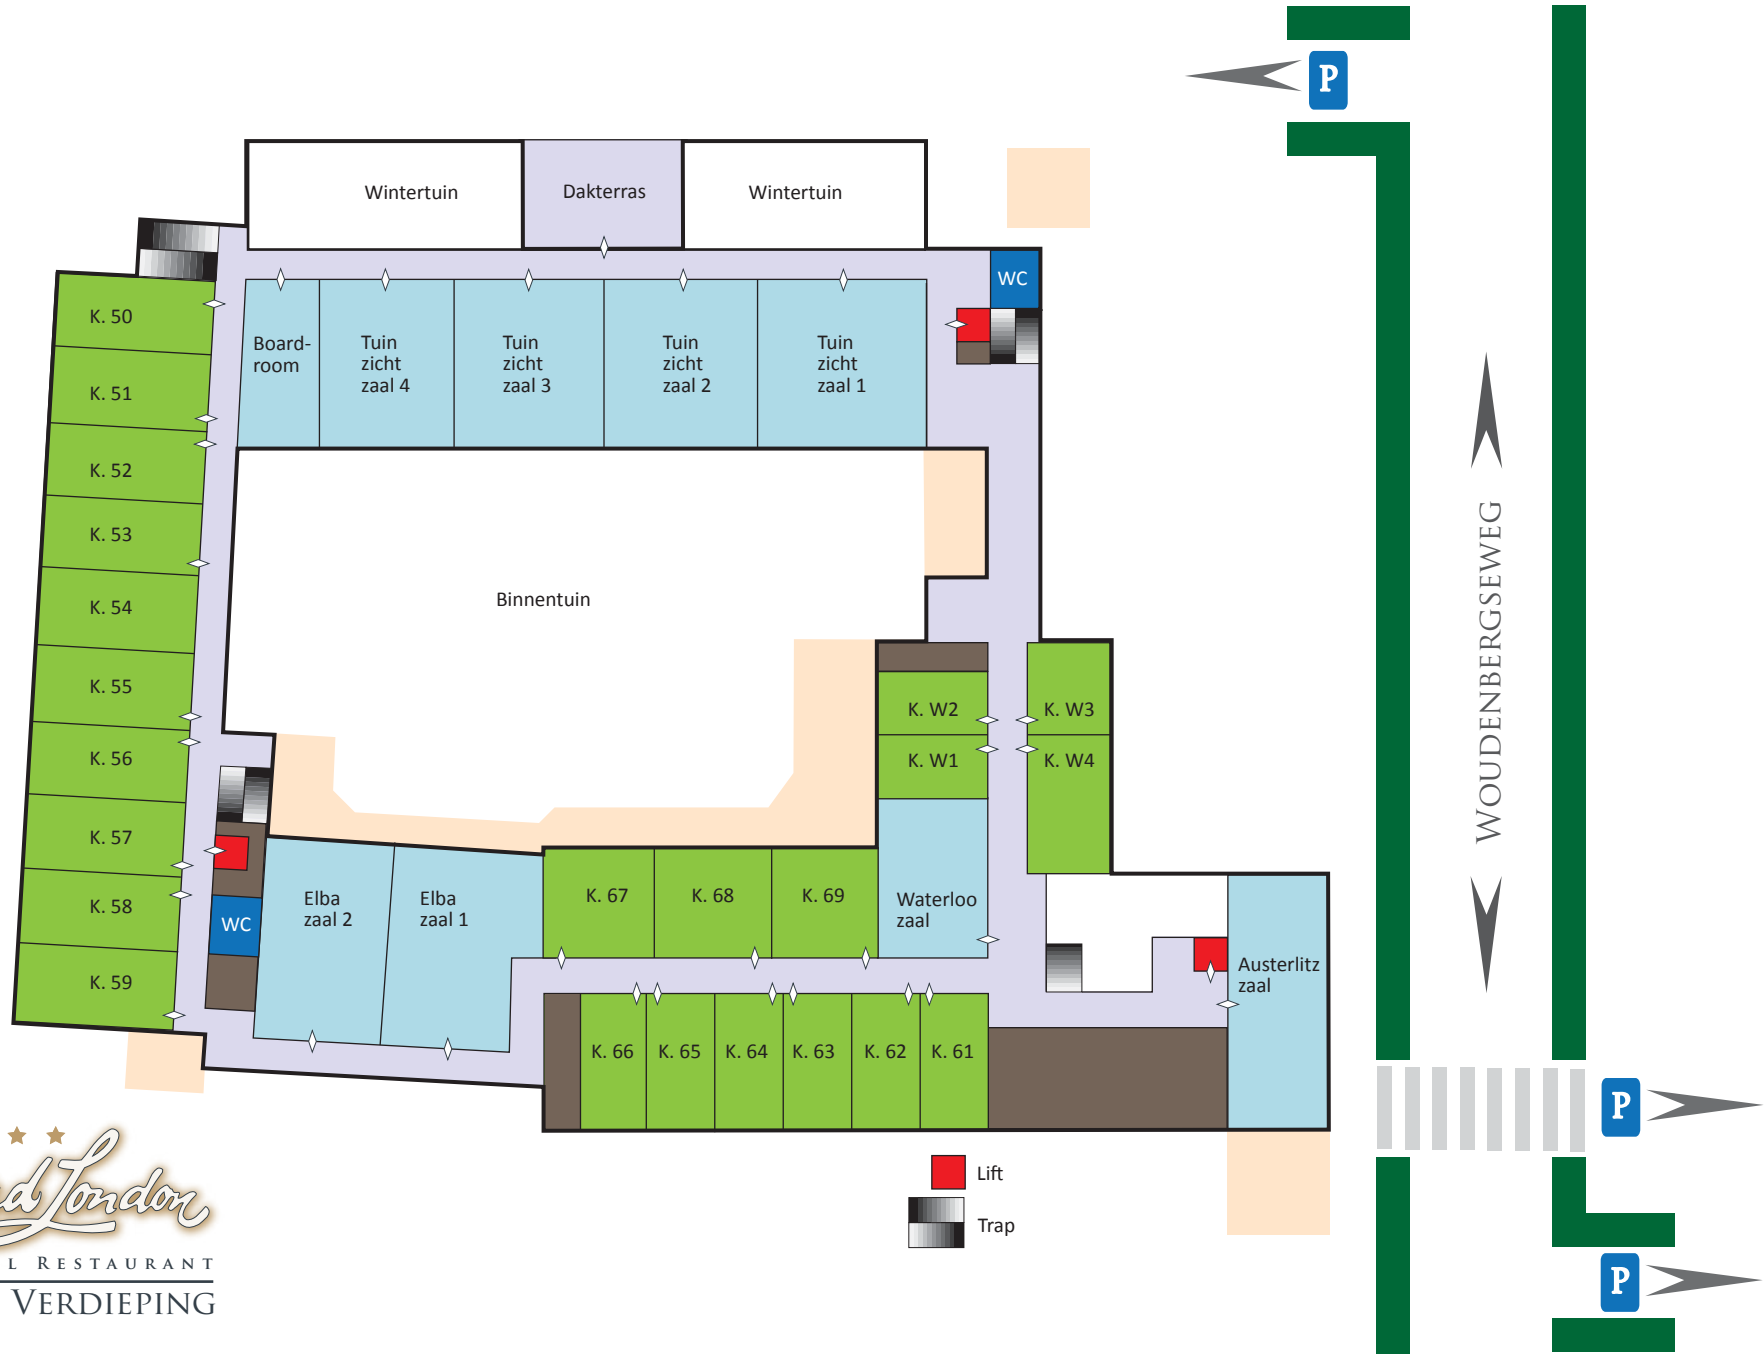 P
Wintertuin
Dakterras
Wintertuin
WC
K. 50
Board-
room
Tuin
zicht
zaal 4
Tuin
zicht
zaal 3
Tuin
zicht
zaal 2
Tuin
zicht
zaal 1
K. 51
K. 52
K. 53
K. 54
K. 55
K. 56
K. 57
K. 58
K. 59
Binnentuin
K. W2
K. W3
K. W1
K. W4
WC
Elba
zaal 2
Elba
zaal 1
K. 67
K. 68
K. 69
Waterloo
zaal
Austerlitz
zaal
K. 66
K. 65
K. 64
K. 63
K. 62
K. 61
Woudenbergseweg
P
P
Lift
Trap
d London
l Restaurant
Verdieping